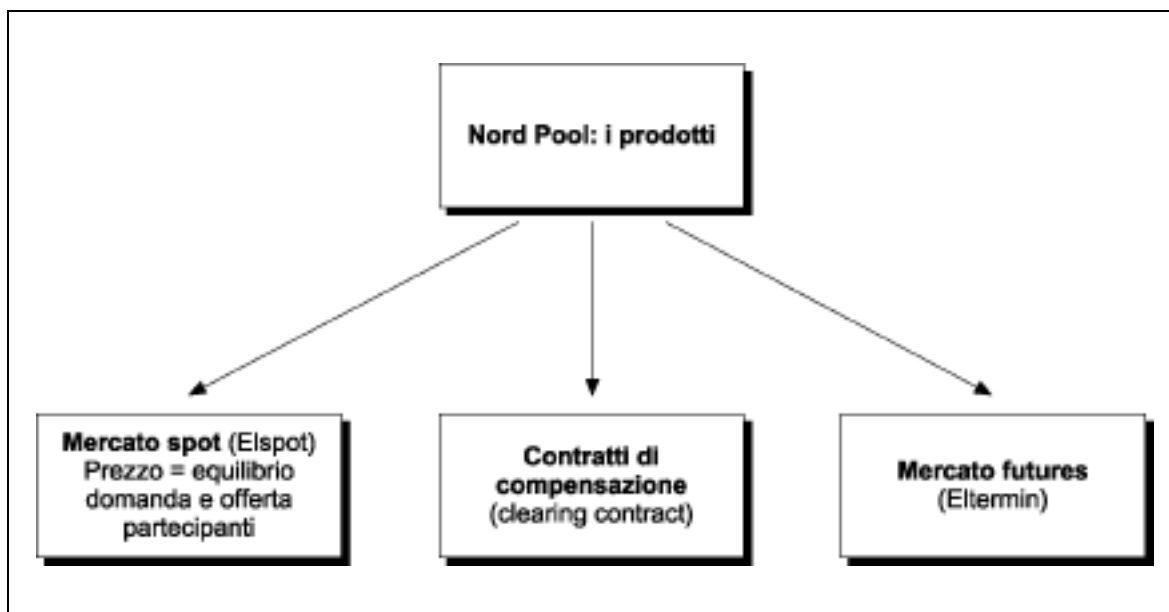 Nord Pool: i prodotti
Mercato spot (Elspot)
Prezzo = equilibrio
domanda e offerta
partecipanti
Contratti di
compensazione
(clearing contract)
Mercato futures
(Eltermin)